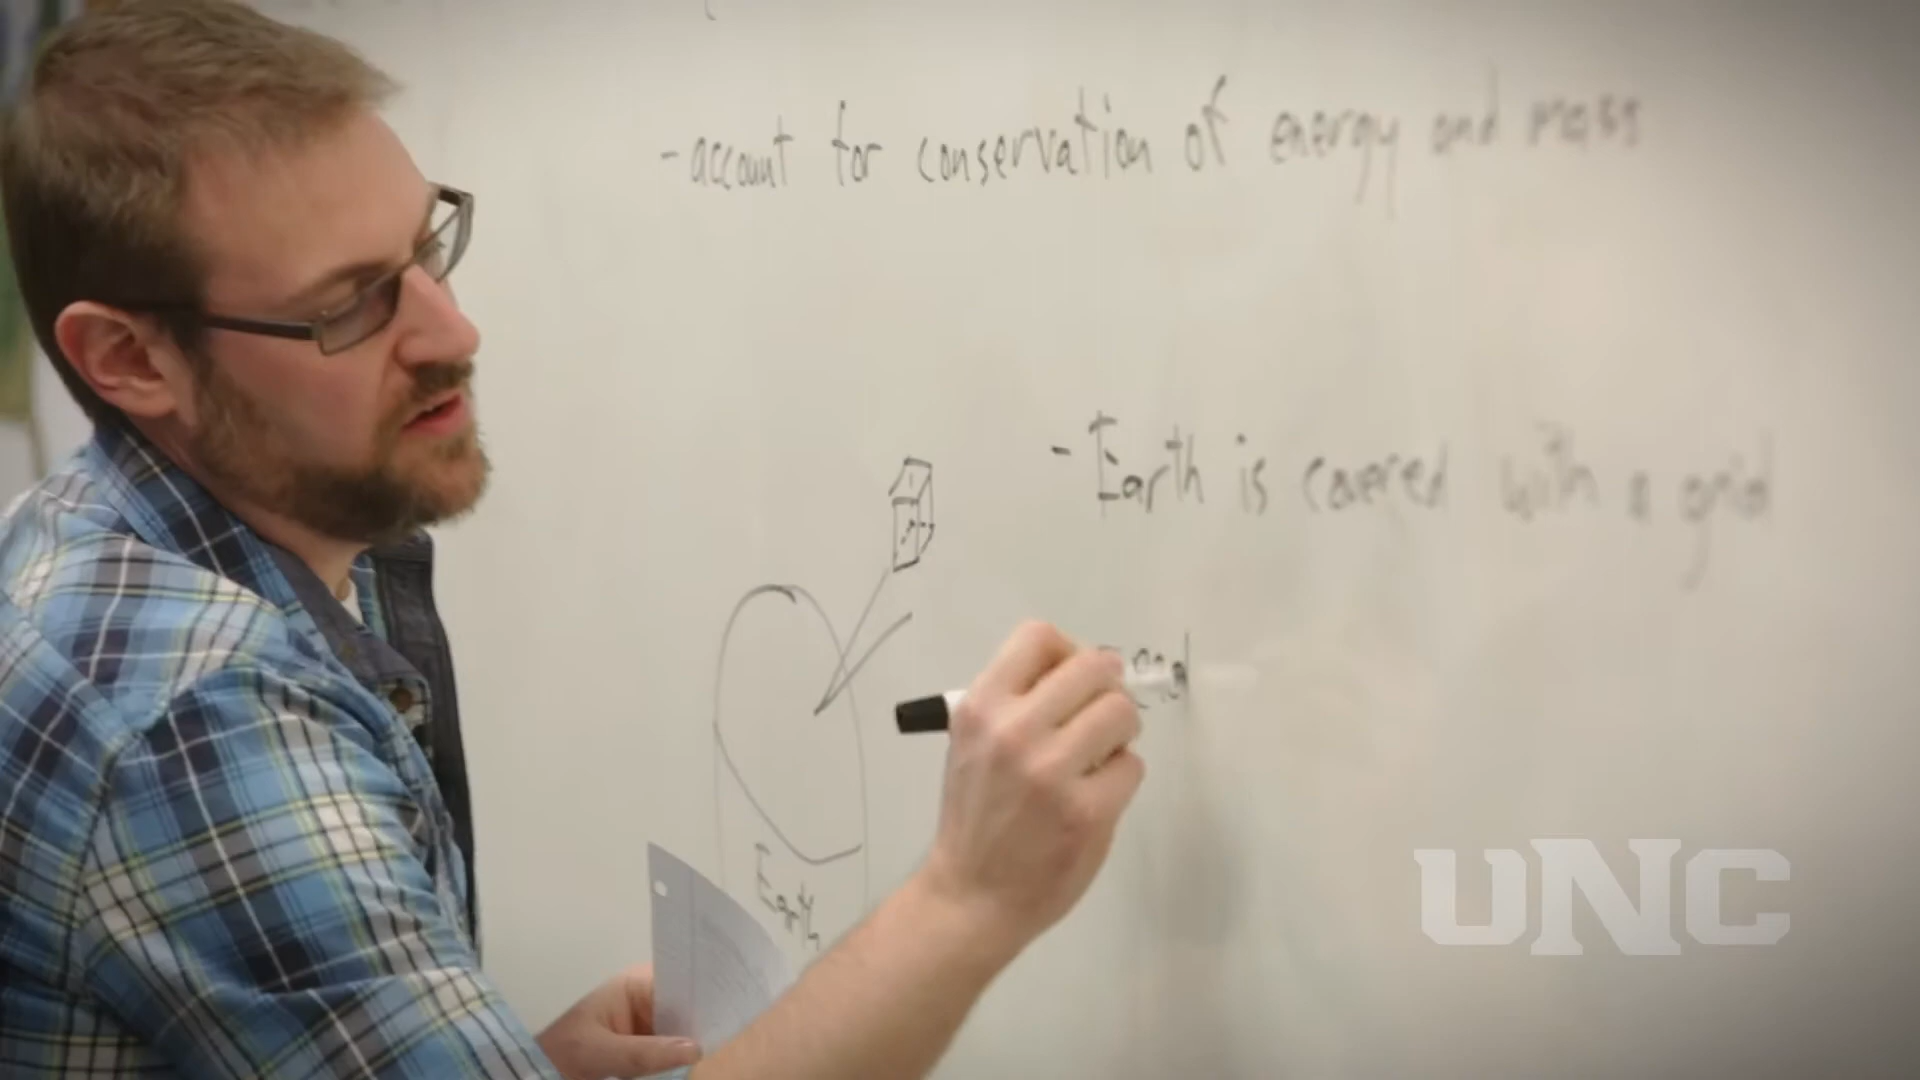 -account for conservation of energy and mass
- Earth is covered with a grid
Earth
UNC